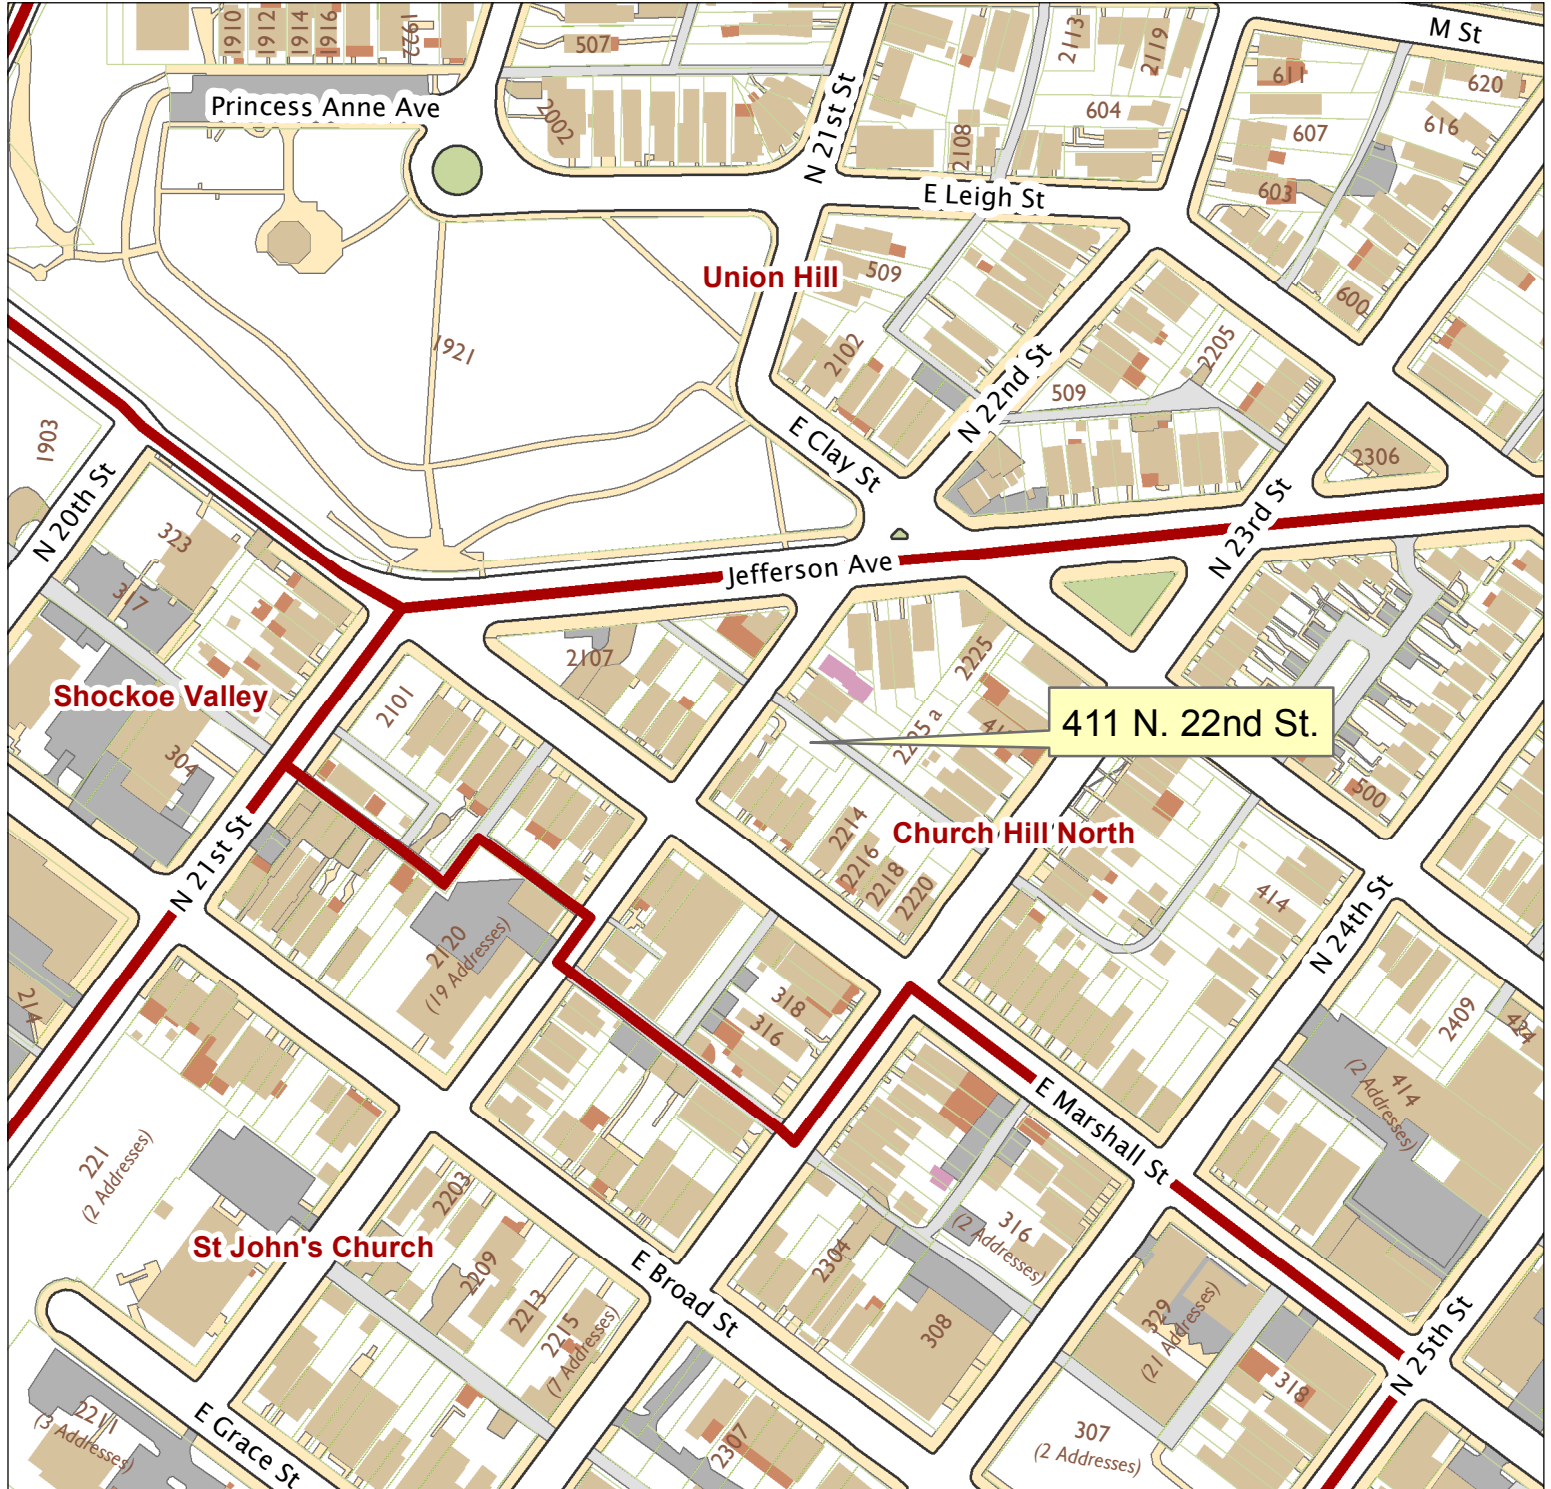 M St
1910
1912
1914
1916
1922
507
2113
2119
611
620
Princess Anne Ave
2002
N 21st St
2108
604
607
616
603
E Leigh St
Union Hill
509
600
1921
2102
N 22nd St
2205
509
1903
E Clay St
2306
N 20th St
323
N 23rd St
317
Jefferson Ave
2107
2225
Shockoe Valley
2101
2225 a
411 N. 22nd St.
304
500
2214
Church Hill North
2216
2218
2220
N 21st St
414
2120
(19 Addresses)
N 24th St
214
318
316
2409
424
414
(2 Addresses)
E Marshall St
221
(2 Addresses)
2203
St John's Church
316
(2 Addresses)
2304
2209
E Broad St
2213
2215
(7 Addresses)
308
329
(21 Addresses)
318
N 25th St
2211
(3 Addresses)
E Grace St
2307
307
(2 Addresses)